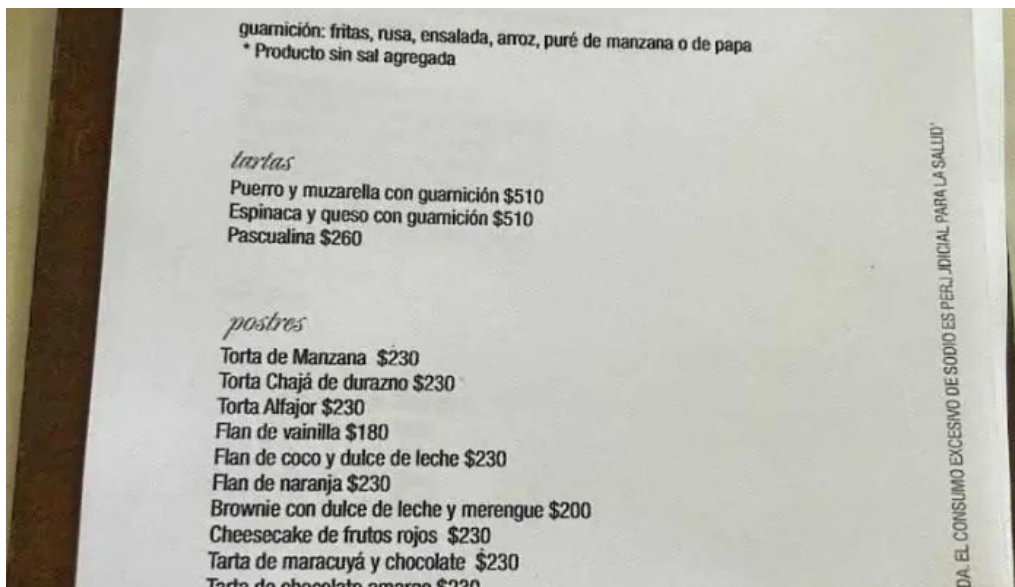 guarnición: fritas, rusa, ensalada, arroz, puré de manzana o de papa
* Producto sin sal agregada
tartas
Puerro y muzarella con guarnición $510
Espinaca y queso con guarnición $510
Pascualina $260
postres
Torta de Manzana $230
Torta Chajá de durazno $230
Torta Alfajor $230
Flan de vainilla $180
Flan de coco y dulce de leche $230
Flan de naranja $230
Brownie con dulce de leche y merengue $200
Cheesecake de frutos rojos $230
Tarta de maracuyá y chocolate $230
de chocolate amargo
DA. EL CONSUMO EXCESIVO DE SODIO ES PERJUDICIAL PARA LA SALUD"